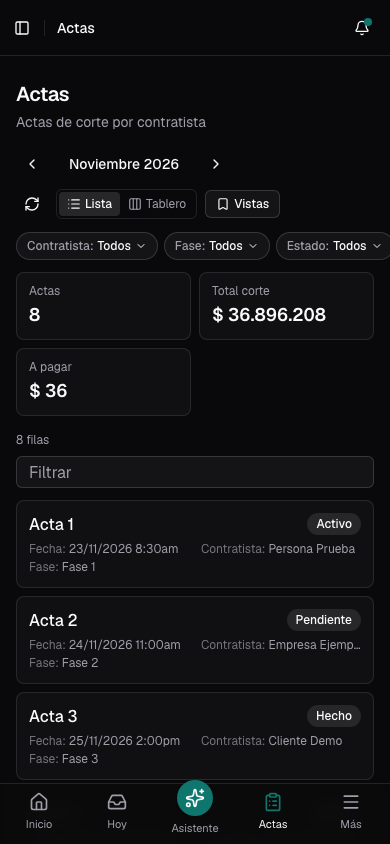 Actas
Actas
Actas de corte por contratista
Noviembre 2026
Lista Tablero Vistas
Contratista: Todos Fase: Todos Estado: Todos
Actas Total corte
8 $ 36.896.208
A pagar
$ 36
8 filas
Filtrar
Acta 1 Activo
Fecha: 23/11/2026 8:30am Contratista: Persona Prueba
Fase: Fase 1
Acta 2 Pendiente
Fecha: 24/11/2026 11:00am Contratista: Empresa Ejemp…
Fase: Fase 2
Acta 3 Hecho
Fecha: 25/11/2026 2:00pm Contratista: Cliente Demo
Fase: Fase 3
Inicio Hoy Asistente Actas Más